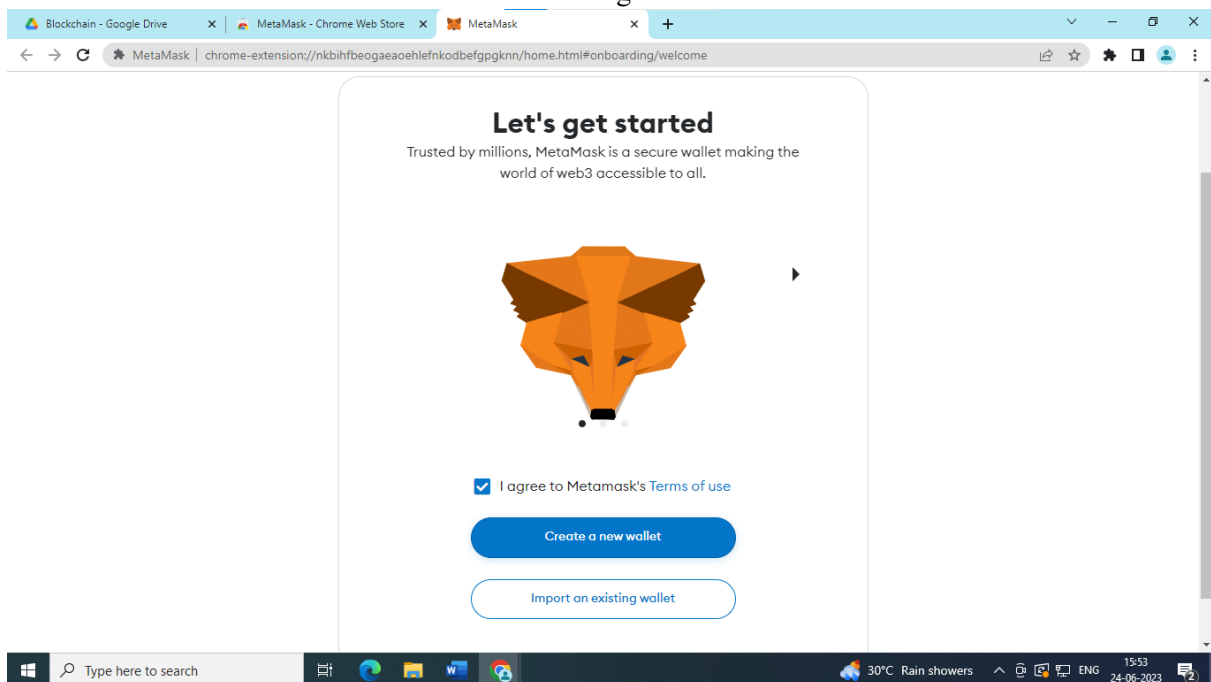 Blockchain - Google Drive
MetaMask - Chrome Web Store
MetaMask
MetaMask | chrome-extension://nkbihfbeogaeaoehlefnkodbefgpgknn/home.html#onboarding/welcome
Let's get started
Trusted by millions, MetaMask is a secure wallet making the
world of web3 accessible to all.
I agree to Metamask's Terms of use
Create a new wallet
Import an existing wallet
Type here to search
30°C Rain showers
ENG
15:53
24-06-2023
2